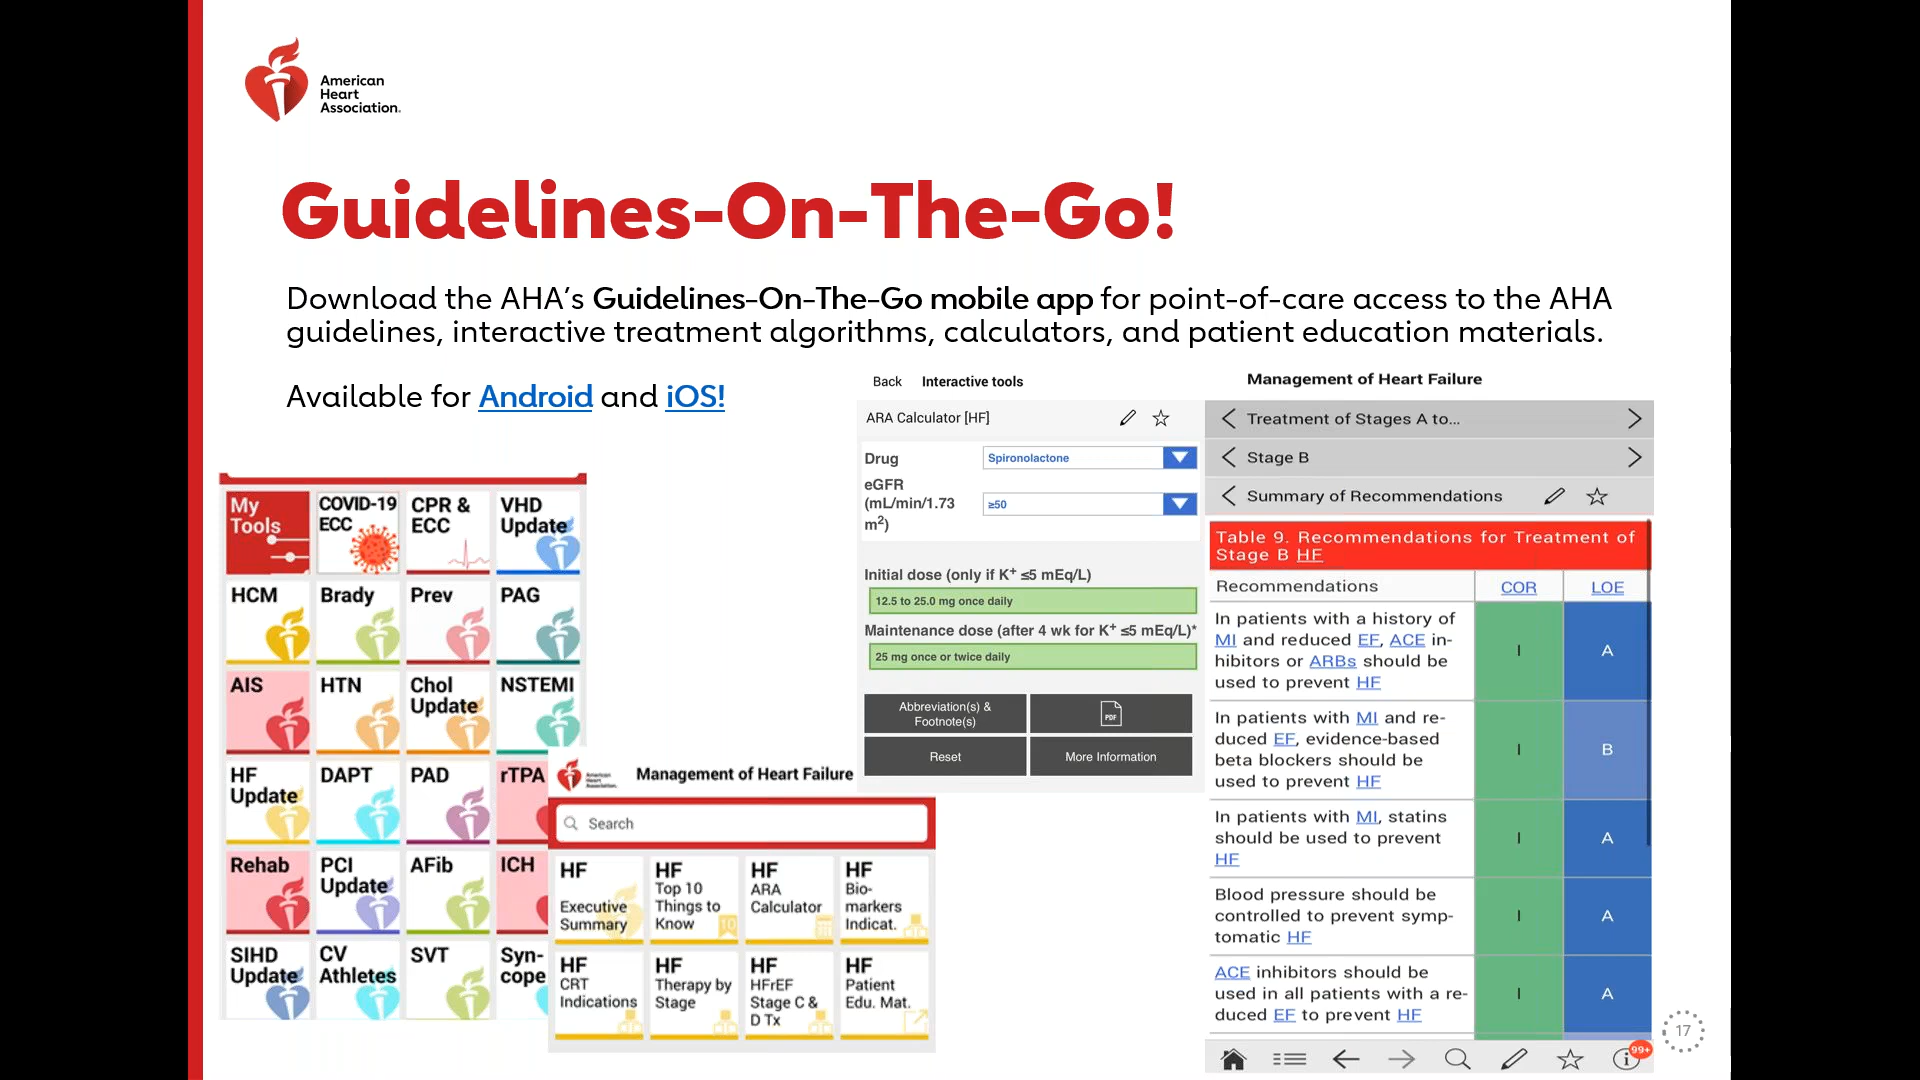 American
Heart
Association.
Guidelines-On-The-Go!
Download the AHA's Guidelines-On-The-Go mobile app for point-of-care access to the AHA
guidelines, interactive treatment algorithms, calculators, and patient education materials.
Available for Android and iOS!
My
Tools
COVID-19
ECC
CPR &
ECC
VHD
Update
HCM
Brady
Prev
PAG
AIS
HTN
Chol
Update
NSTEMI
HF
Update
DAPT
PAD
rTPA
Rehab
PCI
Update
AFib
ICH
SIHD
Update
CV
Athletes
SVT
Syn-
cope
American
Heart
Association.
Management of Heart Failure
Search
HF
Executive
Summary
HF
Top 10
Things to
Know
10
HF
ARA
Calculator
HF
Bio-
markers
Indicat.
HF
CRT
Indications
HF
Therapy by
Stage
HF
HFrEF
Stage C &
D Tx
HF
Patient
Edu. Mat.
Back Interactive tools
ARA Calculator [HF]
Drug
Spironolactone
eGFR
(mL/min/1.73
m²)
≥50
Initial dose (only if K⁺ ≤5 mEq/L)
12.5 to 25.0 mg once daily
Maintenance dose (after 4 wk for K⁺ ≤5 mEq/L)*
25 mg once or twice daily
Abbreviation(s) &
Footnote(s)
PDF
Reset
More Information
Management of Heart Failure
Treatment of Stages A to...
Stage B
Summary of Recommendations
Table 9. Recommendations for Treatment of
Stage B HF
Recommendations COR LOE
In patients with a history of
MI and reduced EF, ACE in-
hibitors or ARBs should be
used to prevent HF
I A
In patients with MI and re-
duced EF, evidence-based
beta blockers should be
used to prevent HF
I B
In patients with MI, statins
should be used to prevent
HF
I A
Blood pressure should be
controlled to prevent symp-
tomatic HF
I A
ACE inhibitors should be
used in all patients with a re-
duced EF to prevent HF
I A
99+
17